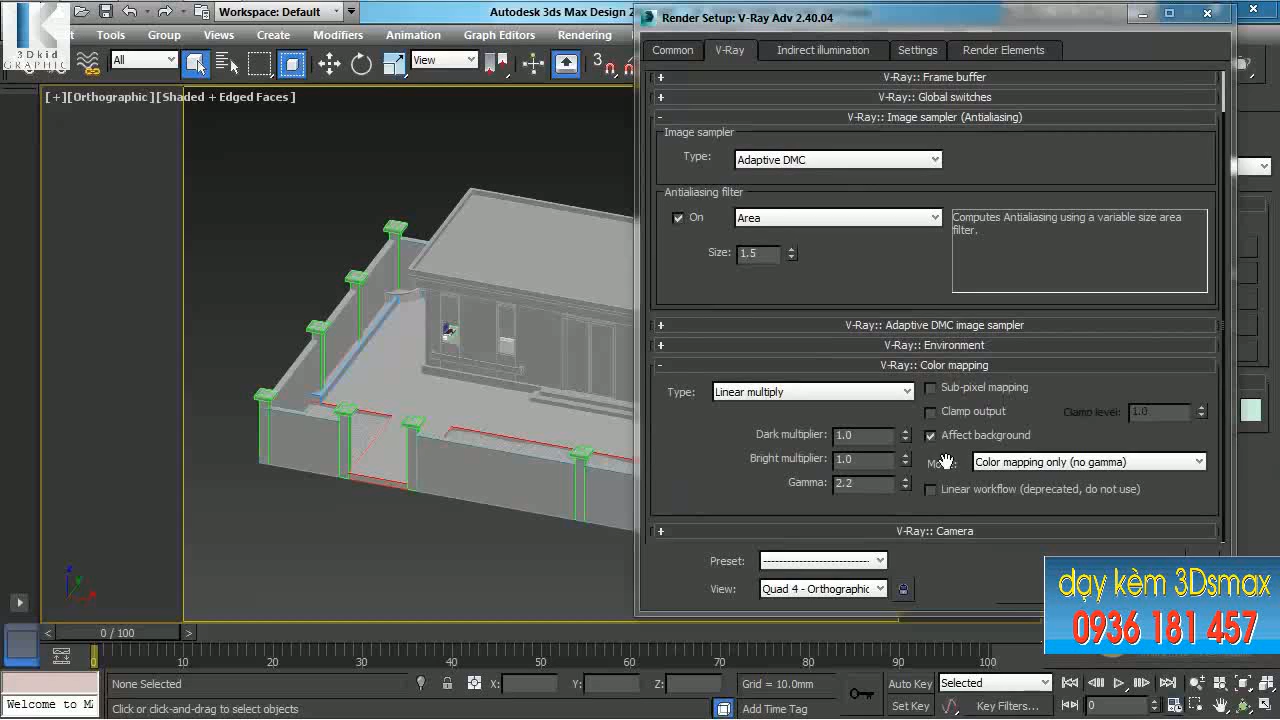 Workspace: Default
Autodesk 3ds Max Design 2
Render Setup: V-Ray Adv 2.40.04
3Dkid
GRAPHIC
Tools
Group
Views
Create
Modifiers
Animation
Graph Editors
Rendering
All
View
3
Common
V-Ray
Indirect illumination
Settings
Render Elements
[+][Orthographic][Shaded + Edged Faces]
+ V-Ray:: Frame buffer
+ V-Ray:: Global switches
- V-Ray:: Image sampler (Antialiasing)
Image sampler
Type: Adaptive DMC
Antialiasing filter
On Area
Computes Antialiasing using a variable size area
filter.
Size: 1.5
+ V-Ray:: Adaptive DMC image sampler
+ V-Ray:: Environment
- V-Ray:: Color mapping
Type: Linear multiply
Sub-pixel mapping
Clamp output
Clamp level: 1.0
Dark multiplier: 1.0
Affect background
Bright multiplier: 1.0
Color mapping only (no gamma)
Gamma: 2.2
Linear workflow (deprecated, do not use)
+ V-Ray:: Camera
Preset: -------------------------
View: Quad 4 - Orthographic
dạy kèm 3Dsmax
0936 181 457
z
y
< 0 / 100 >
0 10 20 30 40 50 60 70 80 90 100
None Selected
X:
Y:
Z:
Grid = 10.0mm
Auto Key
Selected
Welcome to M
Click or click-and-drag to select objects
Add Time Tag
Set Key
Key Filters...
0